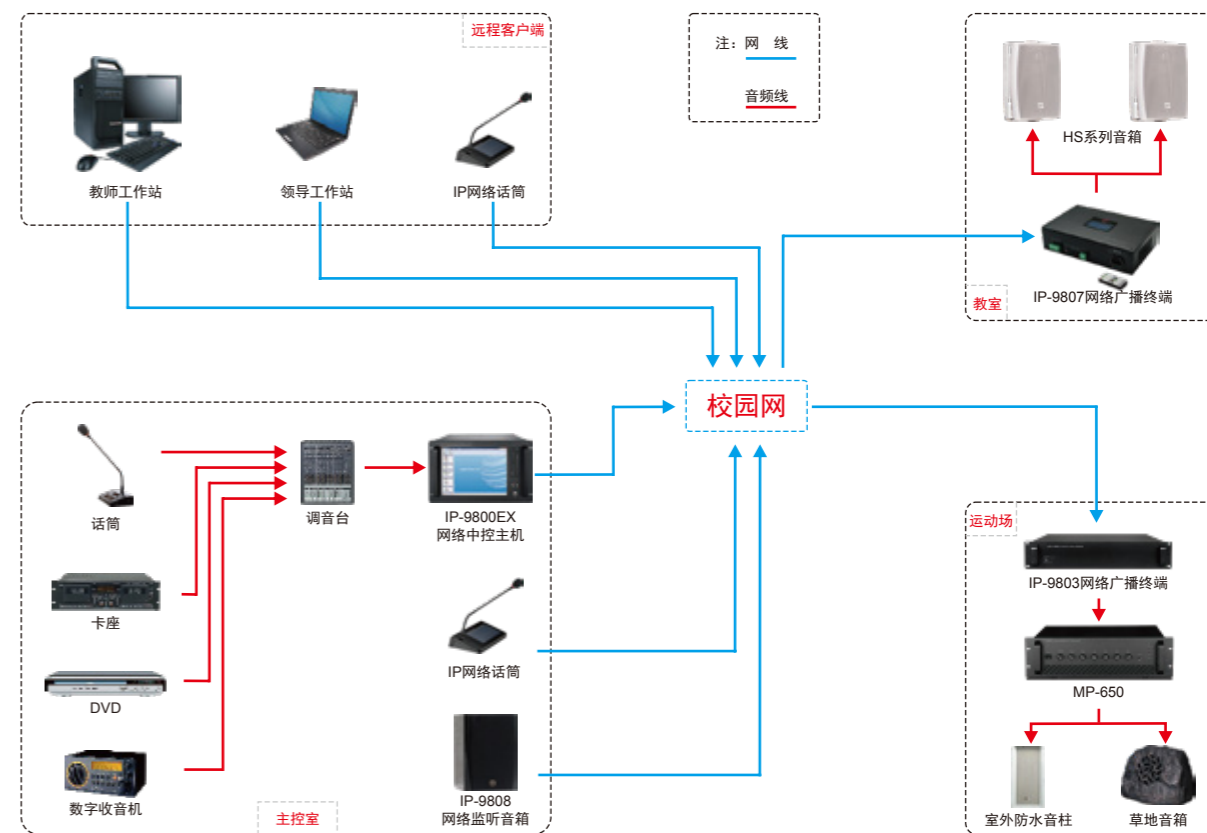 远程客户端
教师工作站
领导工作站
IP网络话筒
注：网 线
音频线
HS系列音箱
IP-9807网络广播终端
教室
校园网
话筒
卡座
DVD
数字收音机
调音台
IP-9800EX
网络中控主机
IP网络话筒
IP-9808
网络监听音箱
主控室
运动场
IP-9803网络广播终端
MP-650
室外防水音柱
草地音箱